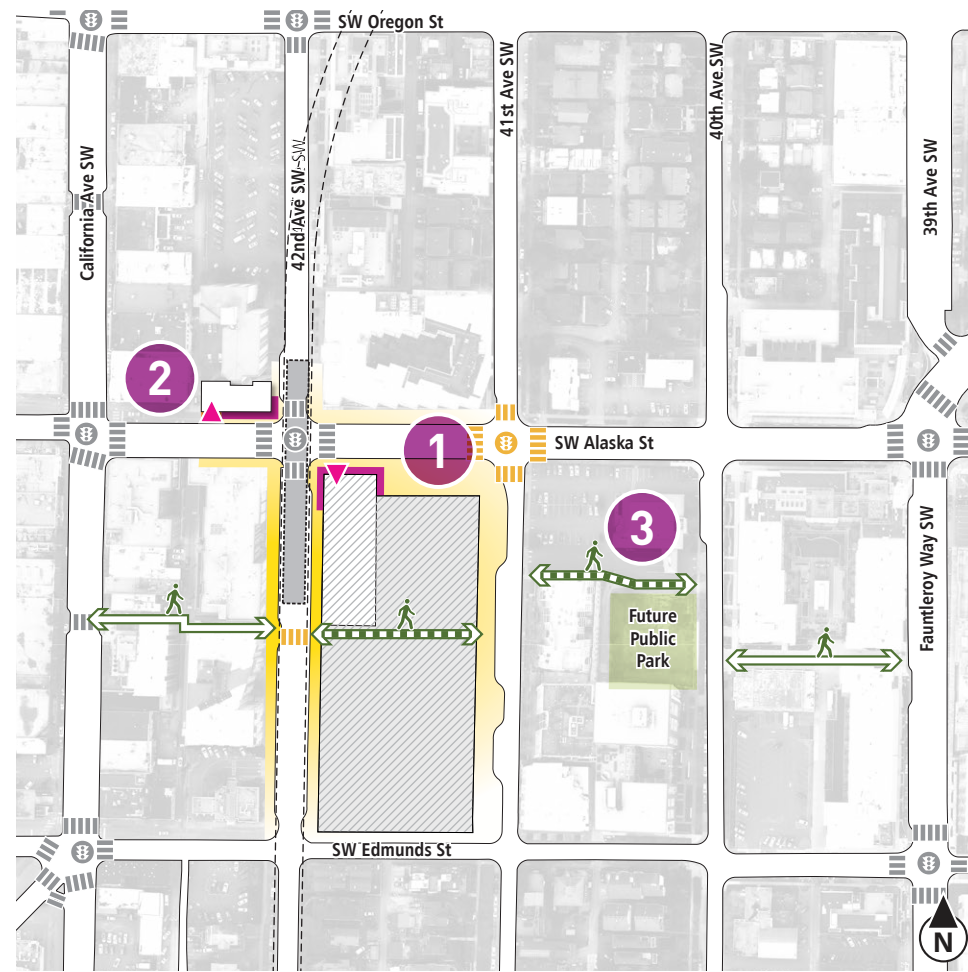 SW Oregon St
California Ave SW
42nd Ave SW
SW
41st Ave SW
40th Ave SW
39th Ave SW
2
1
SW Alaska St
3
Future
Public
Park
Fauntleroy Way SW
SW Edmunds St
N